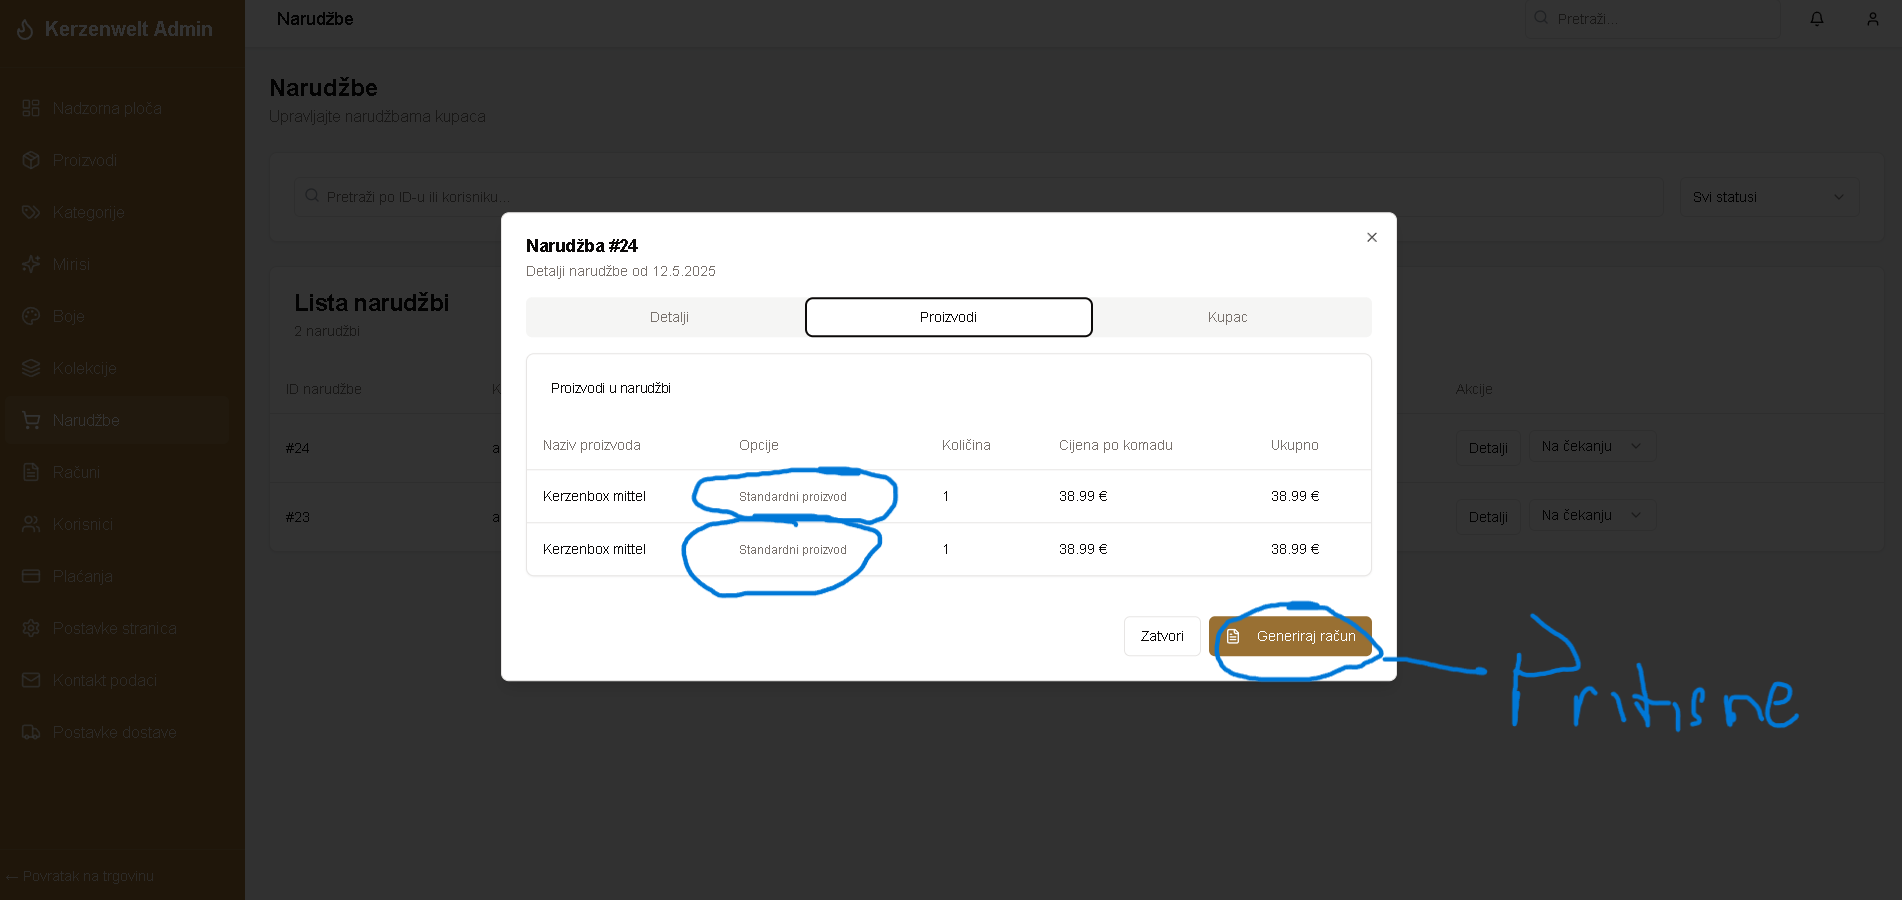 Kerzenwelt Admin
Narudžbe
Pretraži...
Nadzorna ploča
Proizvodi
Kategorije
Mirisi
Boje
Kolekcije
Narudžbe
Računi
Korisnici
Plaćanja
Postavke stranica
Kontakt podaci
Postavke dostave
← Povratak na trgovinu
Narudžbe
Upravljajte narudžbama kupaca
Pretraži po ID-u ili korisniku...
Svi statusi
Lista narudžbi
2 narudžbi
ID narudžbe K Akcije
#24 a Detalji Na čekanju
#23 a Detalji Na čekanju
Narudžba #24
Detalji narudžbe od 12.5.2025
Detalji Proizvodi Kupac
Proizvodi u narudžbi
Naziv proizvoda Opcije Količina Cijena po komadu Ukupno
Kerzenbox mittel Standardni proizvod 1 38.99 € 38.99 €
Kerzenbox mittel Standardni proizvod 1 38.99 € 38.99 €
Zatvori Generiraj račun
Pritisne